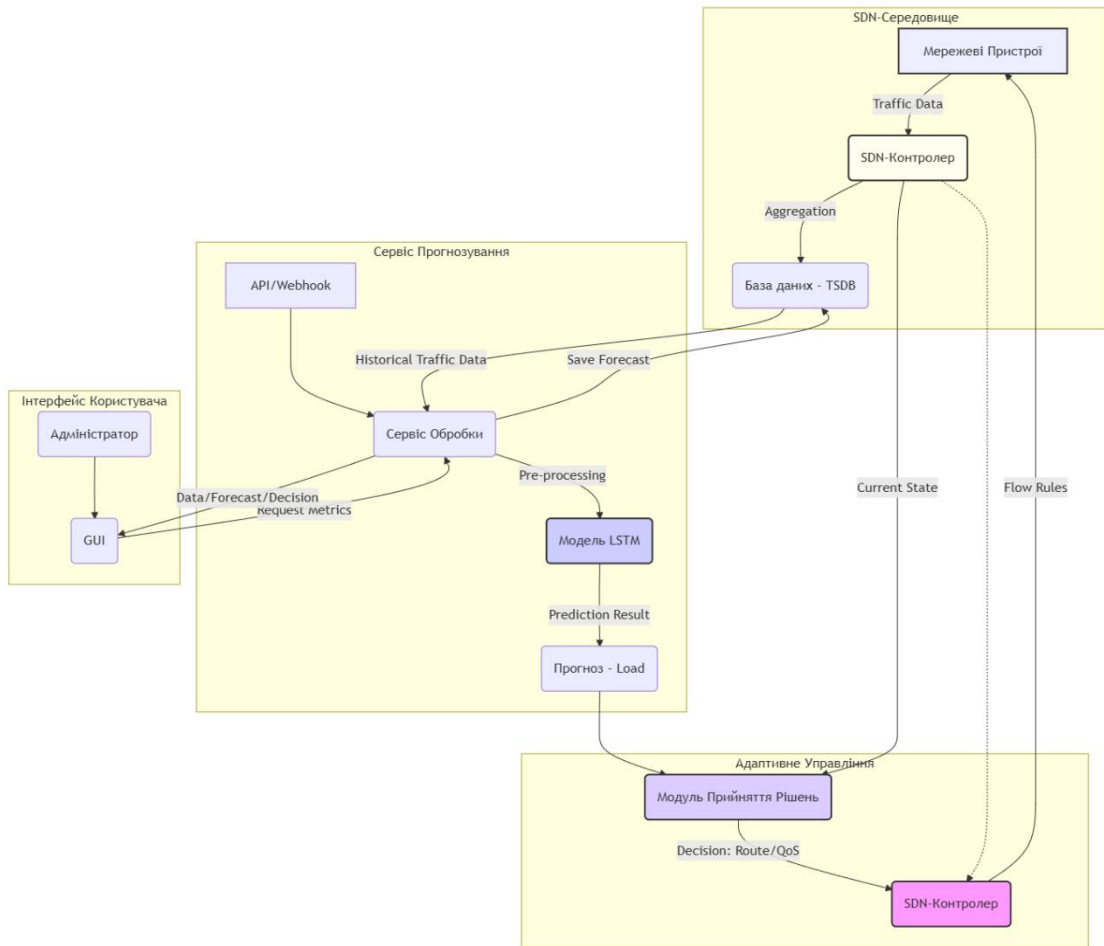 SDN-Середовище
Мережеві Пристрої
Traffic Data
SDN-Контролер
Aggregation
База даних - TSDB
Сервіс Прогнозування
API/Webhook
Historical Traffic Data
Save Forecast
Інтерфейс Користувача
Адміністратор
Сервіс Обробки
Pre-processing
Data/Forecast/Decision
Request Metrics
GUI
Current State
Flow Rules
Модель LSTM
Prediction Result
Прогноз - Load
Адаптивне Управління
Модуль Прийняття Рішень
Decision: Route/QoS
SDN-Контролер